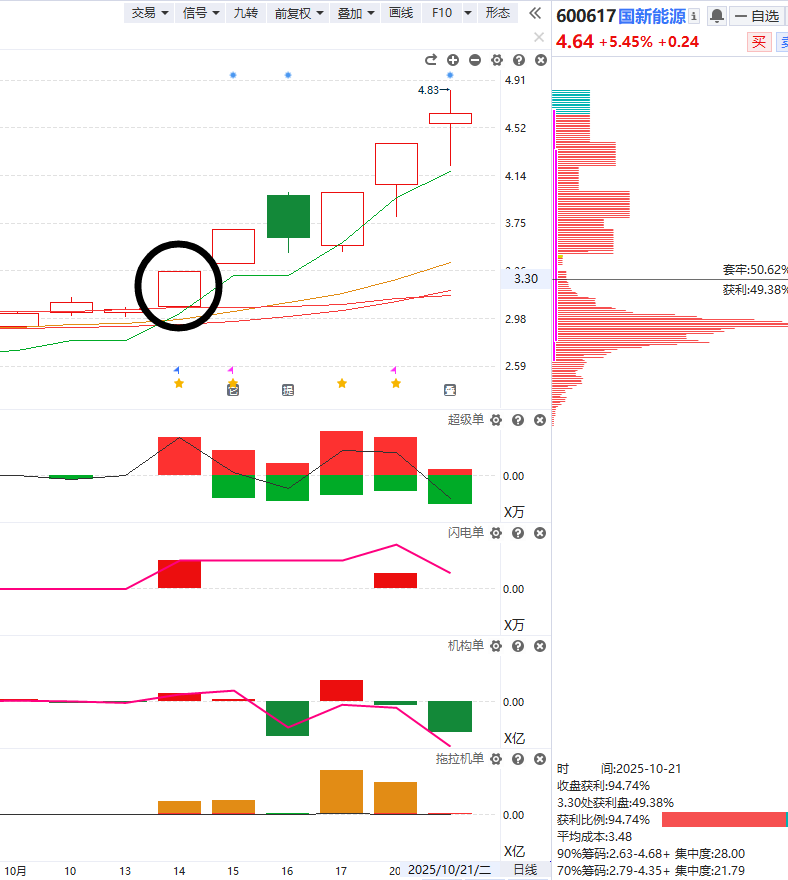 交易 信号 九转 前复权 叠加 画线 F10 形态
600617 国新能源 自选
4.64 +5.45% +0.24 买
4.91
4.83
4.52
4.14
3.75
3.30
2.98
2.59
套牢:50.62%
获利:49.38%
超级单
0.00
X万
闪电单
0.00
X万
机构单
0.00
X亿
拖拉机单
0.00
X亿
10月 10 13 14 15 16 17 20 2025/10/21/二 日线
时 间:2025-10-21
收盘获利:94.74%
3.30处获利盘:49.38%
获利比例:94.74%
平均成本:3.48
90%筹码:2.63-4.68+ 集中度:28.00
70%筹码:2.79-4.35+ 集中度:21.79